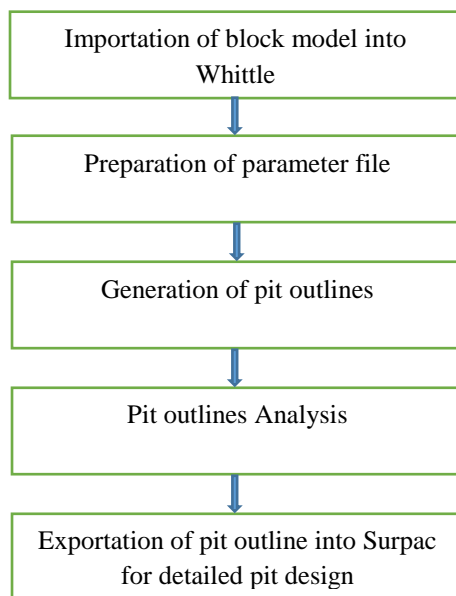 Importation of block model into
Whittle
Preparation of parameter file
Generation of pit outlines
Pit outlines Analysis
Exportation of pit outline into Surpac
for detailed pit design